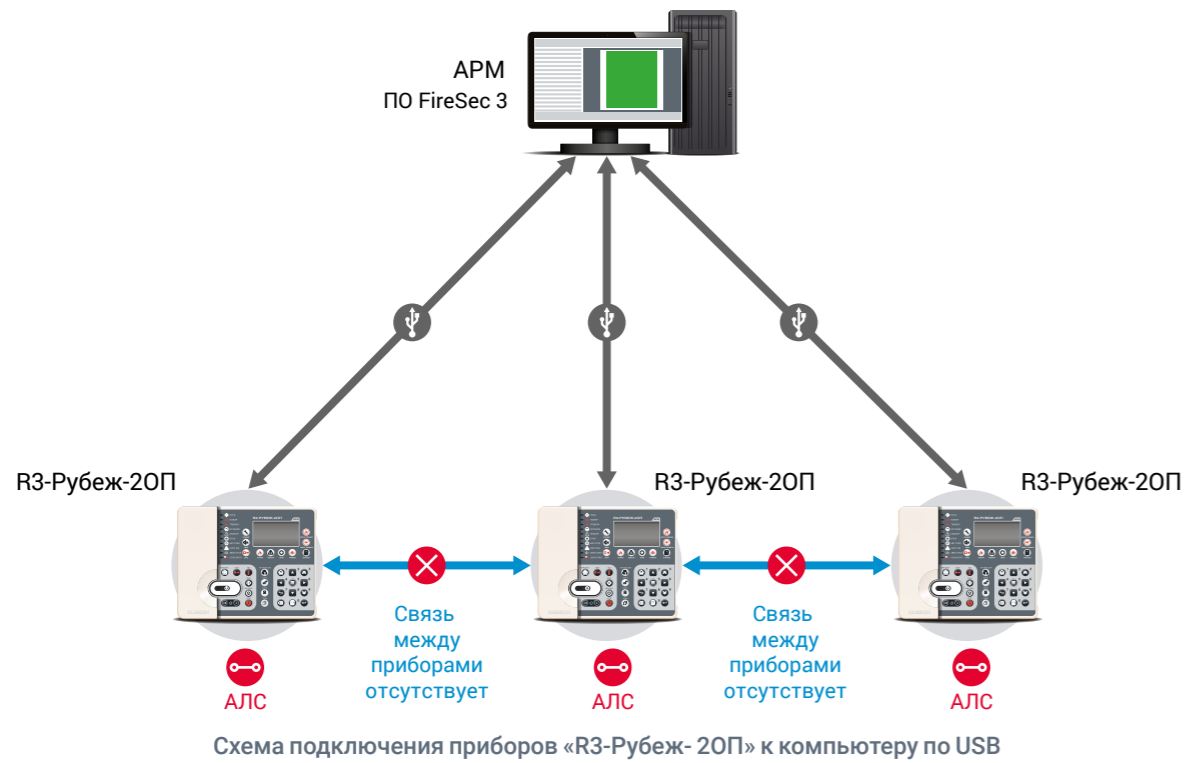 АРМ
ПО FireSec 3
R3-Рубеж-2ОП
R3-Рубеж-2ОП
R3-Рубеж-2ОП
Связь
между
приборами
отсутствует
Связь
между
приборами
отсутствует
АЛС
АЛС
АЛС
Схема подключения приборов «R3-Рубеж- 2ОП» к компьютеру по USB